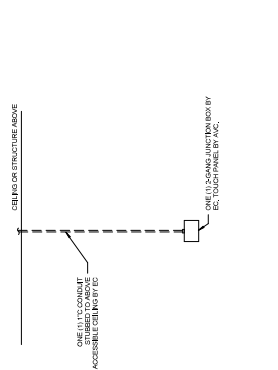 CEILING OR STRUCTURE ABOVE
ONE (1) 1"C CONDUIT
STUBBED TO ABOVE
ACCESSIBLE CEILING BY EC
ONE (1) 2-GANG JUNCTION BOX BY
EC, TOUCH PANEL BY AVC.